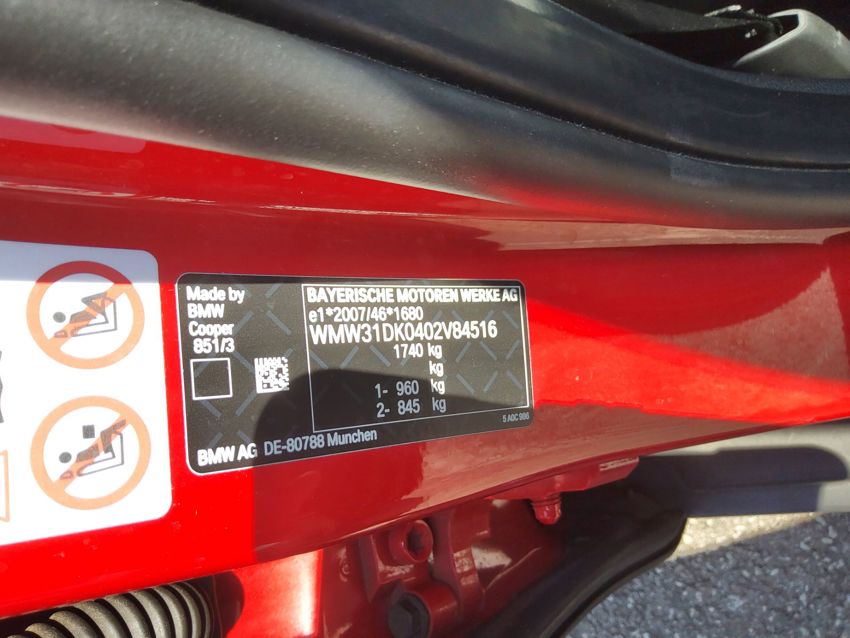 Made by
BMW
Cooper
851/3
BAYERISCHE MOTOREN WERKE AG
e1*2007/46*1680
WMW31DK0402V84516
1740 kg
kg
1- 960 kg
2- 845 kg
5 A0C 986
BMW AG DE-80788 Munchen